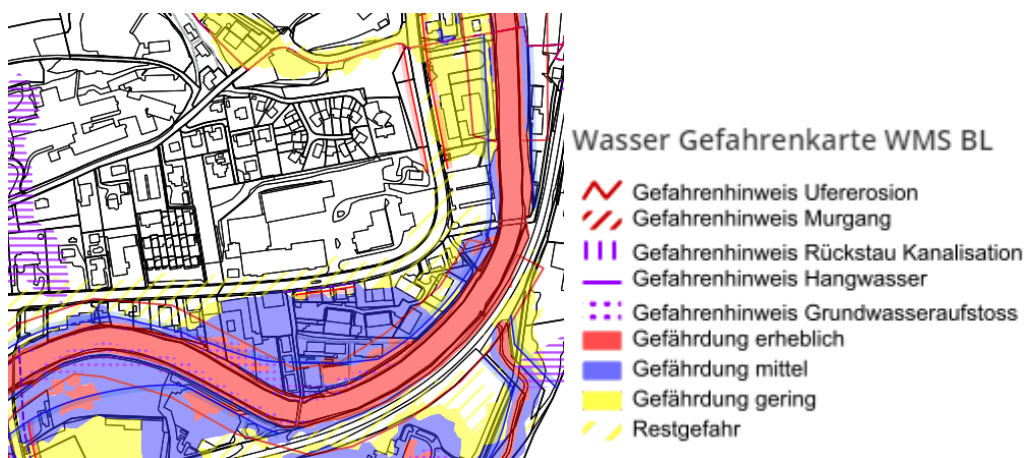 Wasser Gefahrenkarte WMS BL
Gefahrenhinweis Ufererosion
Gefahrenhinweis Murgang
Gefahrenhinweis Rückstau Kanalisation
Gefahrenhinweis Hangwasser
Gefahrenhinweis Grundwasseraufstoss
Gefährdung erheblich
Gefährdung mittel
Gefährdung gering
Restgefahr